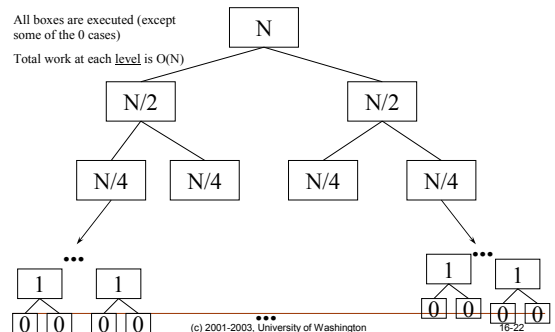 All boxes are executed (except
some of the 0 cases)
Total work at each level is O(N)
N
N/2 N/2
N/4 N/4 N/4 N/4
... ...
1 1 1 1
0 0 0 0 0 0 0 0
...
(c) 2001-2003, University of Washington 16-22